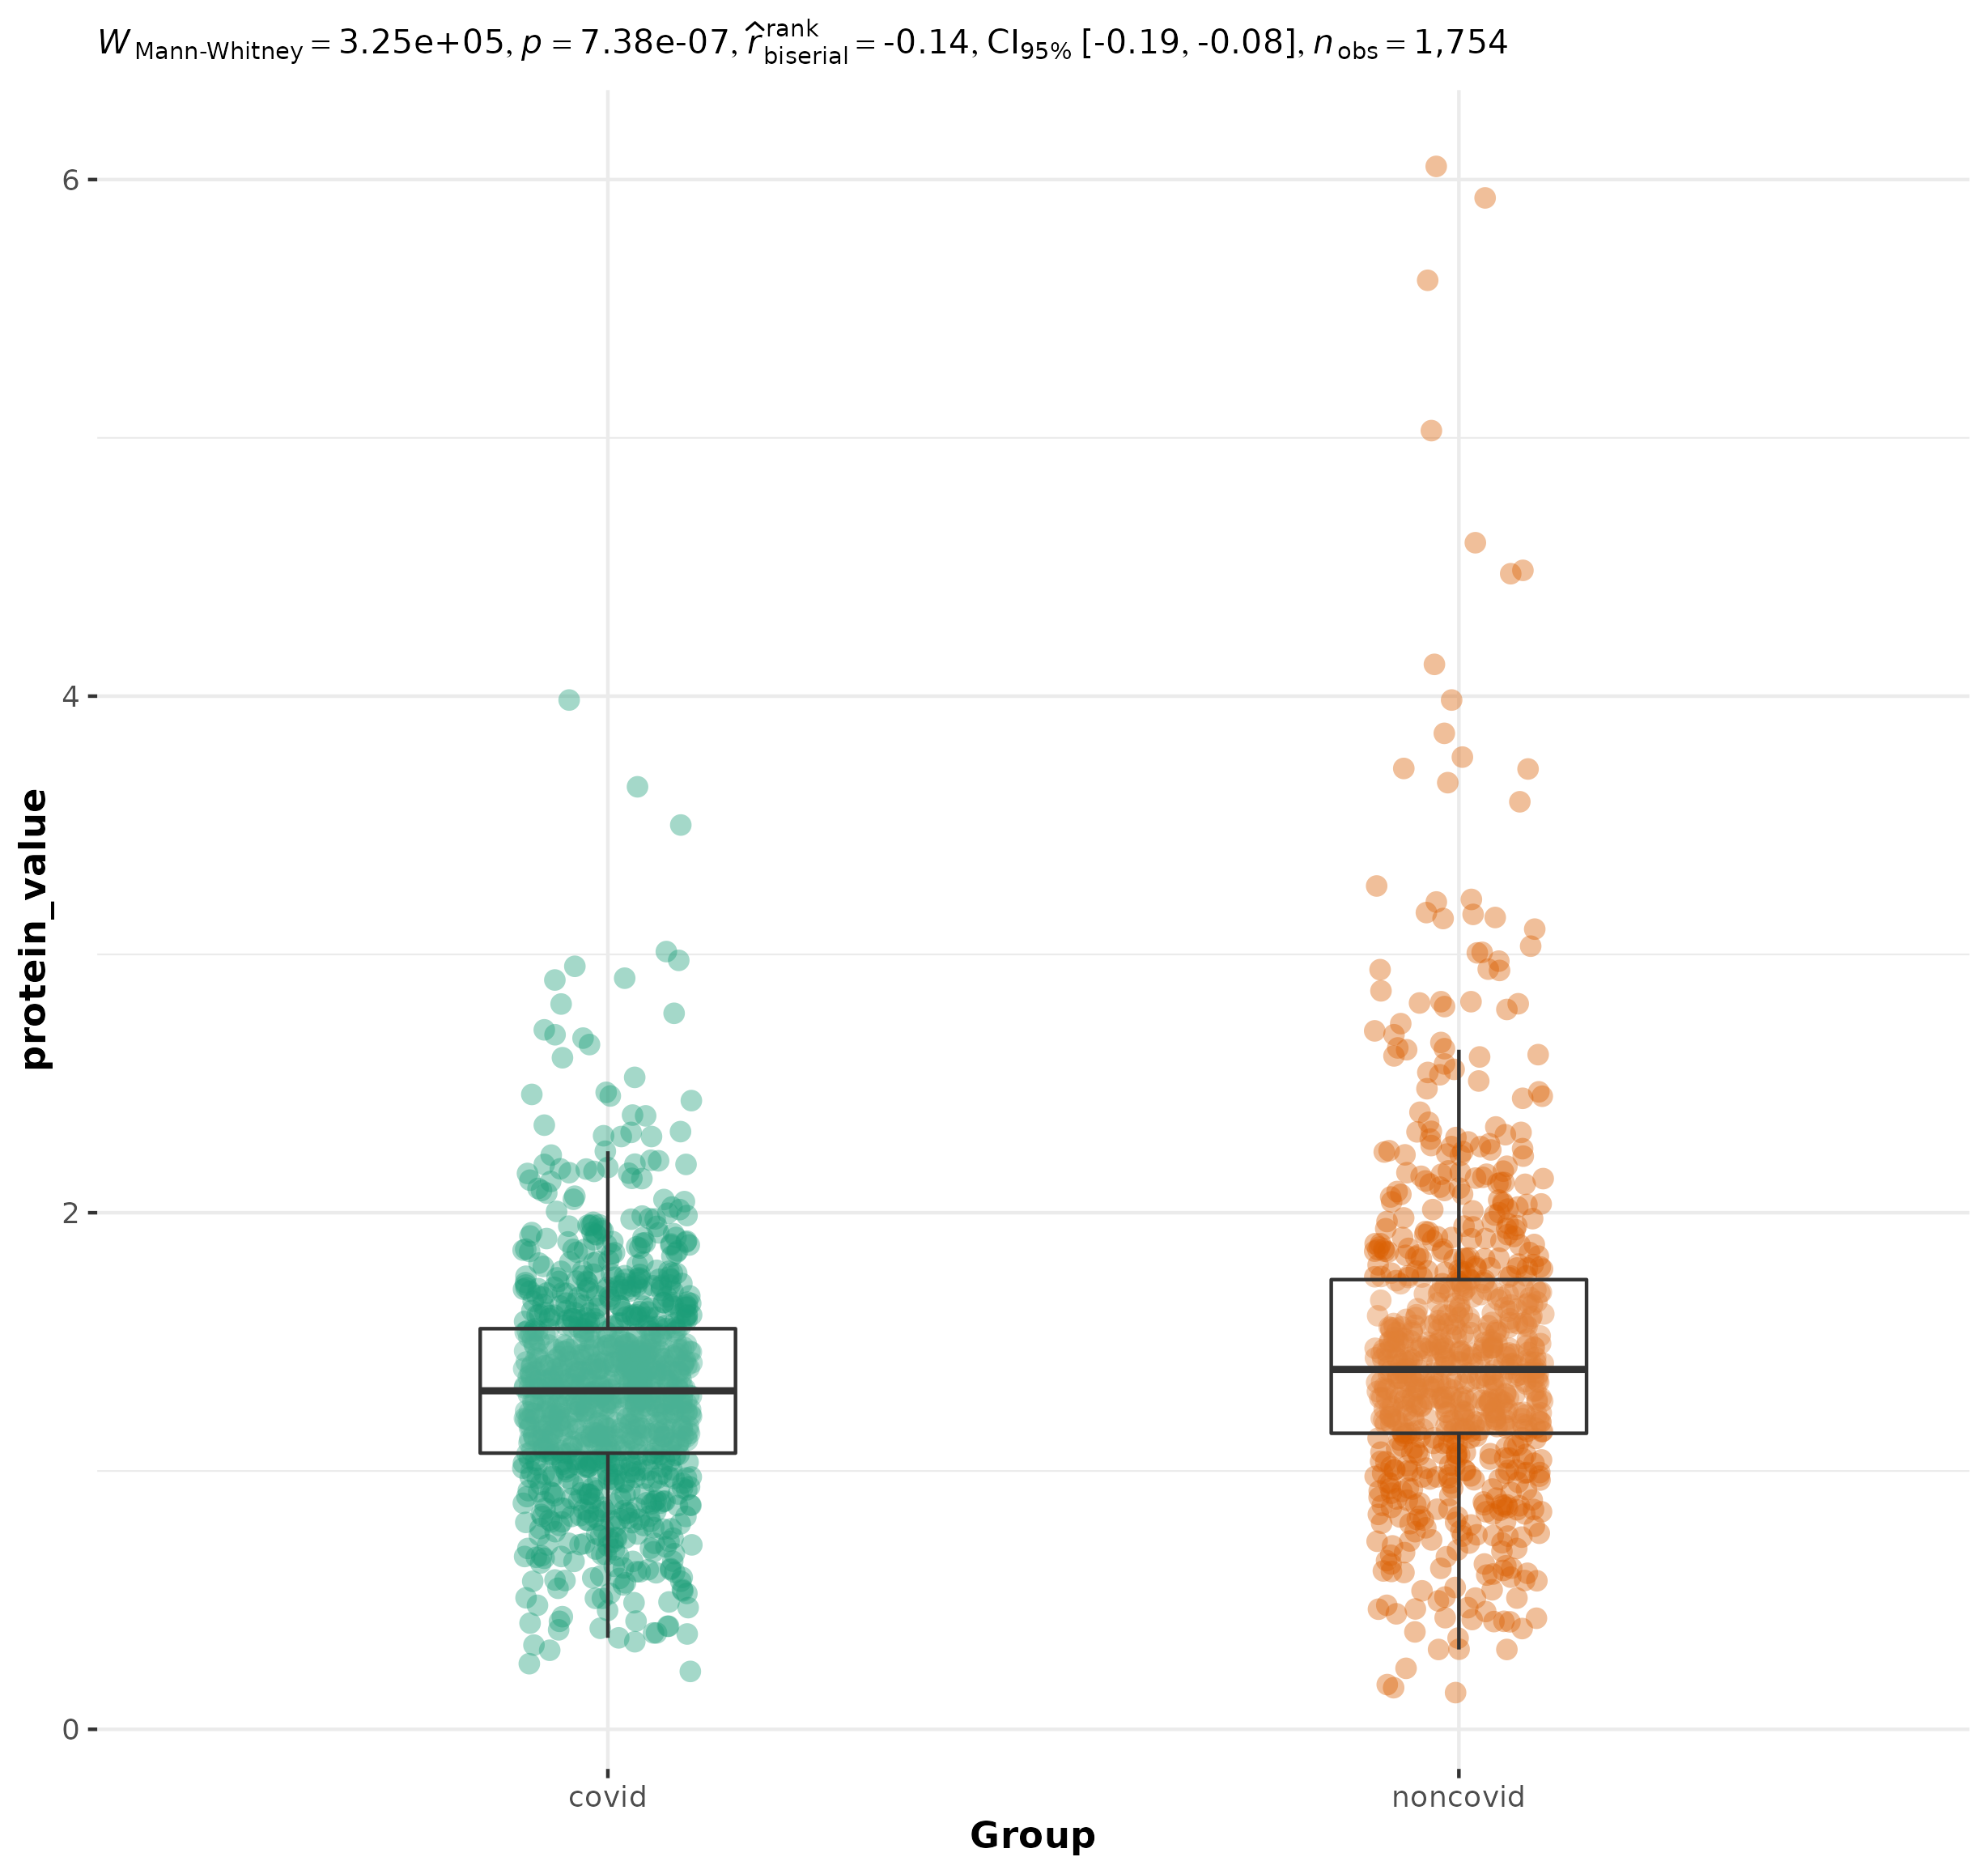 W Mann-Whitney = 3.25e+05, p = 7.38e-07, r̂ rank biserial = -0.14, CI95% [-0.19, -0.08], n obs = 1,754
6
4
2
0
protein_value
covid noncovid
Group